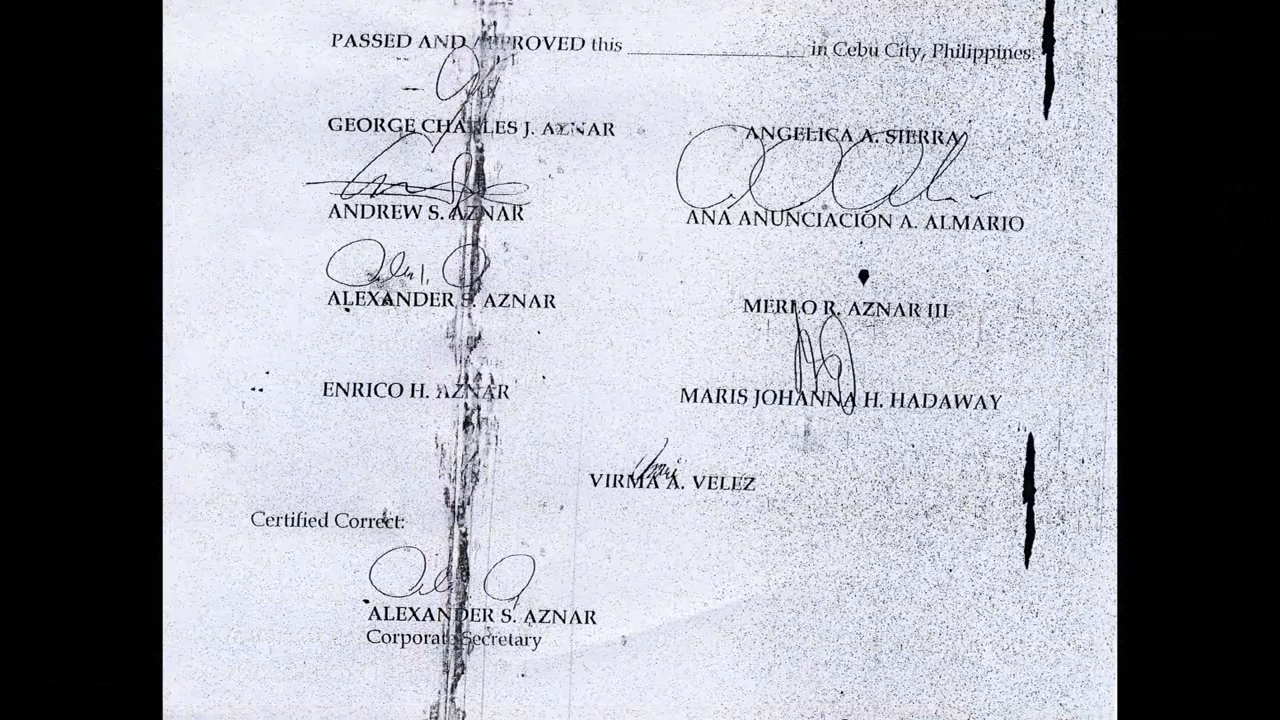 PASSED AND APPROVED this ____________ in Cebu City, Philippines.
GEORGE CHARLES J. AZNAR
ANGELICA A. SIERRA
ANDREW S. AZNAR
ANA ANUNCIACION A. ALMARIO
ALEXANDER S. AZNAR
MERLO R. AZNAR III
ENRICO H. AZNAR
MARIS JOHANNA H. HADAWAY
VIRMA A. VELEZ
Certified Correct:
ALEXANDER S. AZNAR
Corporate Secretary